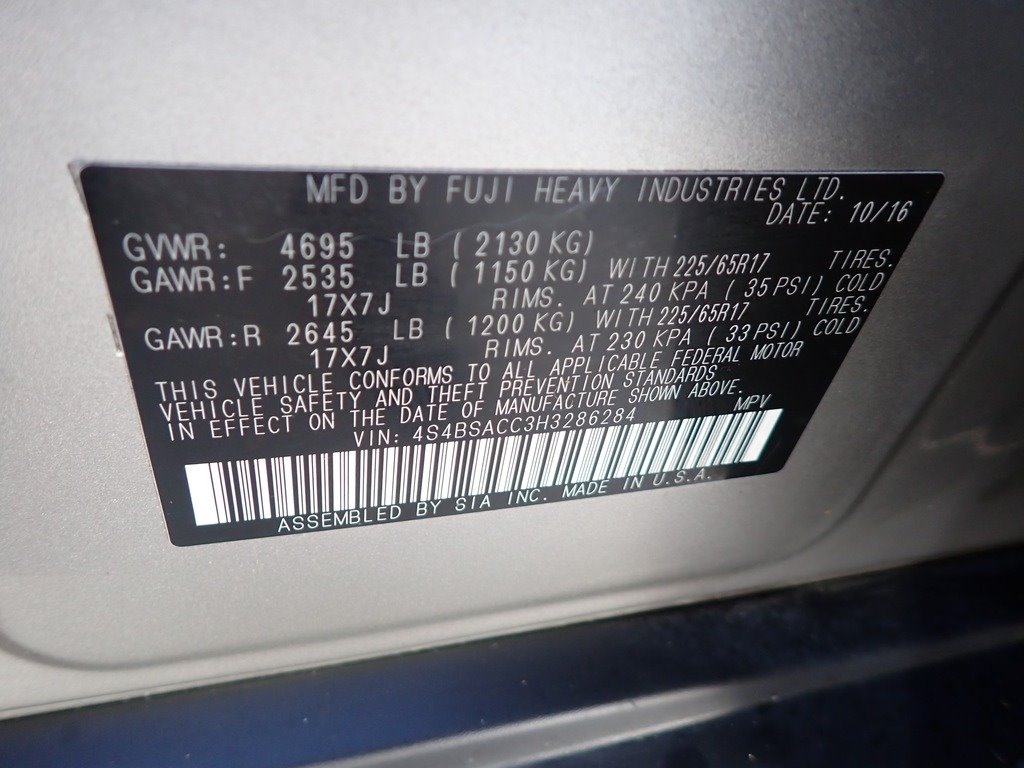 MFD BY FUJI HEAVY INDUSTRIES LTD.
DATE: 10/16
GVWR: 4695 LB ( 2130 KG)
GAWR:F 2535 LB ( 1150 KG) WITH 225/65R17 TIRES.
17X7J RIMS. AT 240 KPA ( 35 PSI) COLD
GAWR:R 2645 LB ( 1200 KG) WITH 225/65R17 TIRES.
17X7J RIMS. AT 230 KPA ( 33 PSI) COLD
THIS VEHICLE CONFORMS TO ALL APPLICABLE FEDERAL MOTOR
VEHICLE SAFETY AND THEFT PREVENTION STANDARDS
IN EFFECT ON THE DATE OF MANUFACTURE SHOWN ABOVE.
VIN: 4S4BSACC3H3286284 MPV
ASSEMBLED BY SIA INC. MADE IN U.S.A.